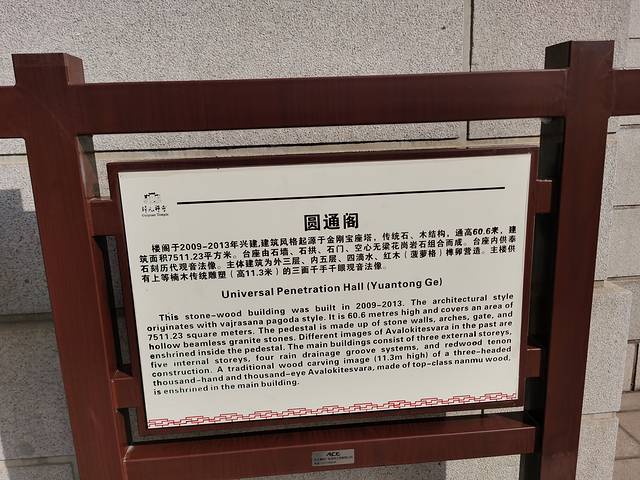 归元禅寺
Guiyuan Temple
圆通阁
楼阁于2009-2013年兴建,建筑风格起源于金刚宝座塔，传统石、木结构，通高60.6米，建
筑面积7511.23平方米。台座由石墙、石拱、石门、空心无梁花岗岩石组合而成。台座内供奉
石刻历代观音法像。主体建筑为外三层、内五层、四滴水、红木（菠萝格）榫卯营造。主楼供
有上等楠木传统雕塑（高11.3米）的三面千手千眼观音法像。
Universal Penetration Hall (Yuantong Ge)
This stone-wood building was built in 2009-2013. The architectural style
originates with vajrasana pagoda style. It is 60.6 metres high and covers an area of
7511.23 square meters. The pedestal is made up of stone walls, arches, gate, and
hollow beamless granite stones. Different images of Avalokitesvara in the past are
enshrined inside the pedestal. The main buildings consist of three external storeys,
five internal storeys, four rain drainage groove systems, and redwood tenon
construction. A traditional wood carving image (11.3m high) of a three-headed
thousand-hand and thousand-eye Avalokitesvara, made of top-class nanmu wood,
is enshrined in the main building.